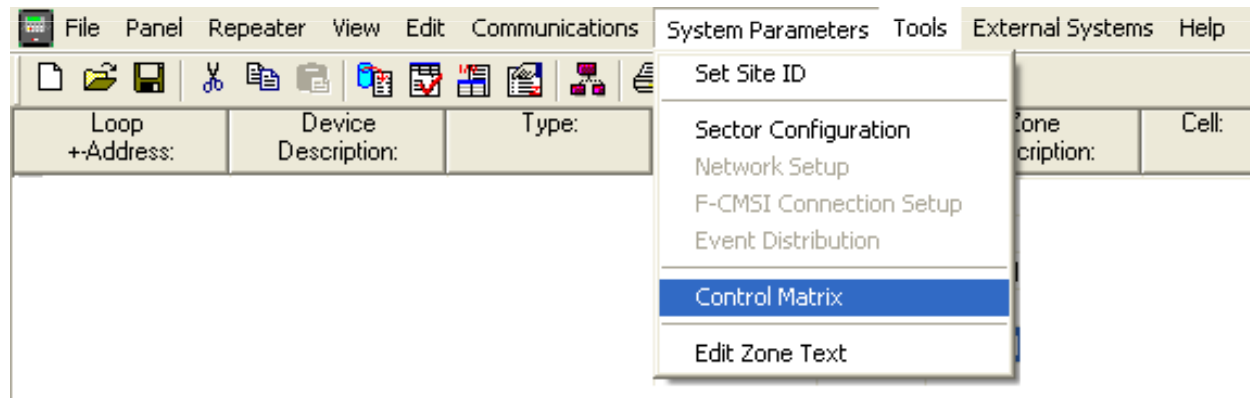 File Panel Repeater View Edit Communications System Parameters Tools External Systems Help
Set Site ID
Loop
+-Address:
Device
Description:
Type:
Sector Configuration
Network Setup
F-CMSI Connection Setup
Event Distribution
Control Matrix
Edit Zone Text
Cell: